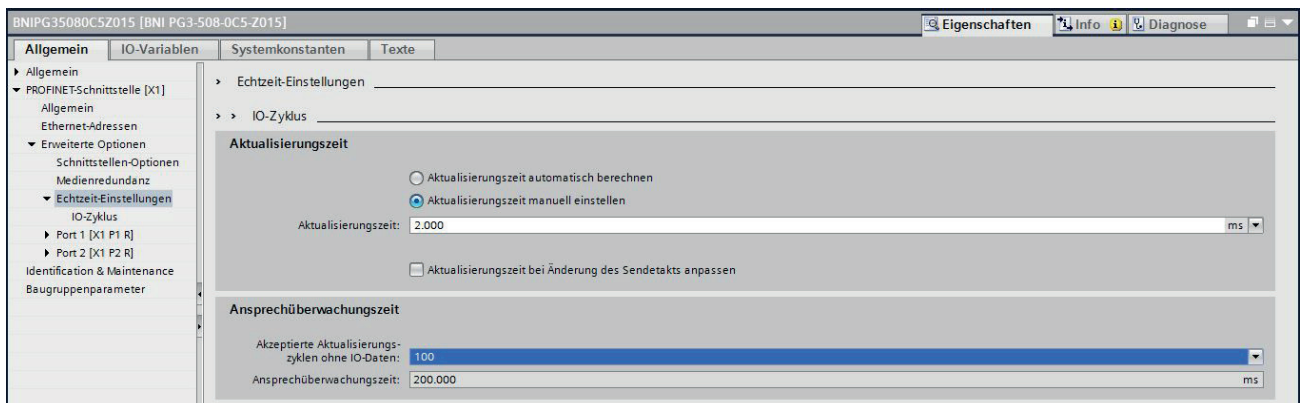 BNIPG35080C5Z015 [BNI PG3-508-0C5-Z015]
Eigenschaften
Info
Diagnose
Allgemein
IO-Variablen
Systemkonstanten
Texte
Allgemein
PROFINET-Schnittstelle [X1]
Allgemein
Ethernet-Adressen
Erweiterte Optionen
Schnittstellen-Optionen
Medienredundanz
Echtzeit-Einstellungen
IO-Zyklus
Port 1 [X1 P1 R]
Port 2 [X1 P2 R]
Identification & Maintenance
Baugruppenparameter
Echtzeit-Einstellungen
IO-Zyklus
Aktualisierungszeit
Aktualisierungszeit automatisch berechnen
Aktualisierungszeit manuell einstellen
Aktualisierungszeit: 2.000 ms
Aktualisierungszeit bei Änderung des Sendetakts anpassen
Ansprechüberwachungszeit
Akzeptierte Aktualisierungs-
zyklen ohne IO-Daten: 100
Ansprechüberwachungszeit: 200.000 ms